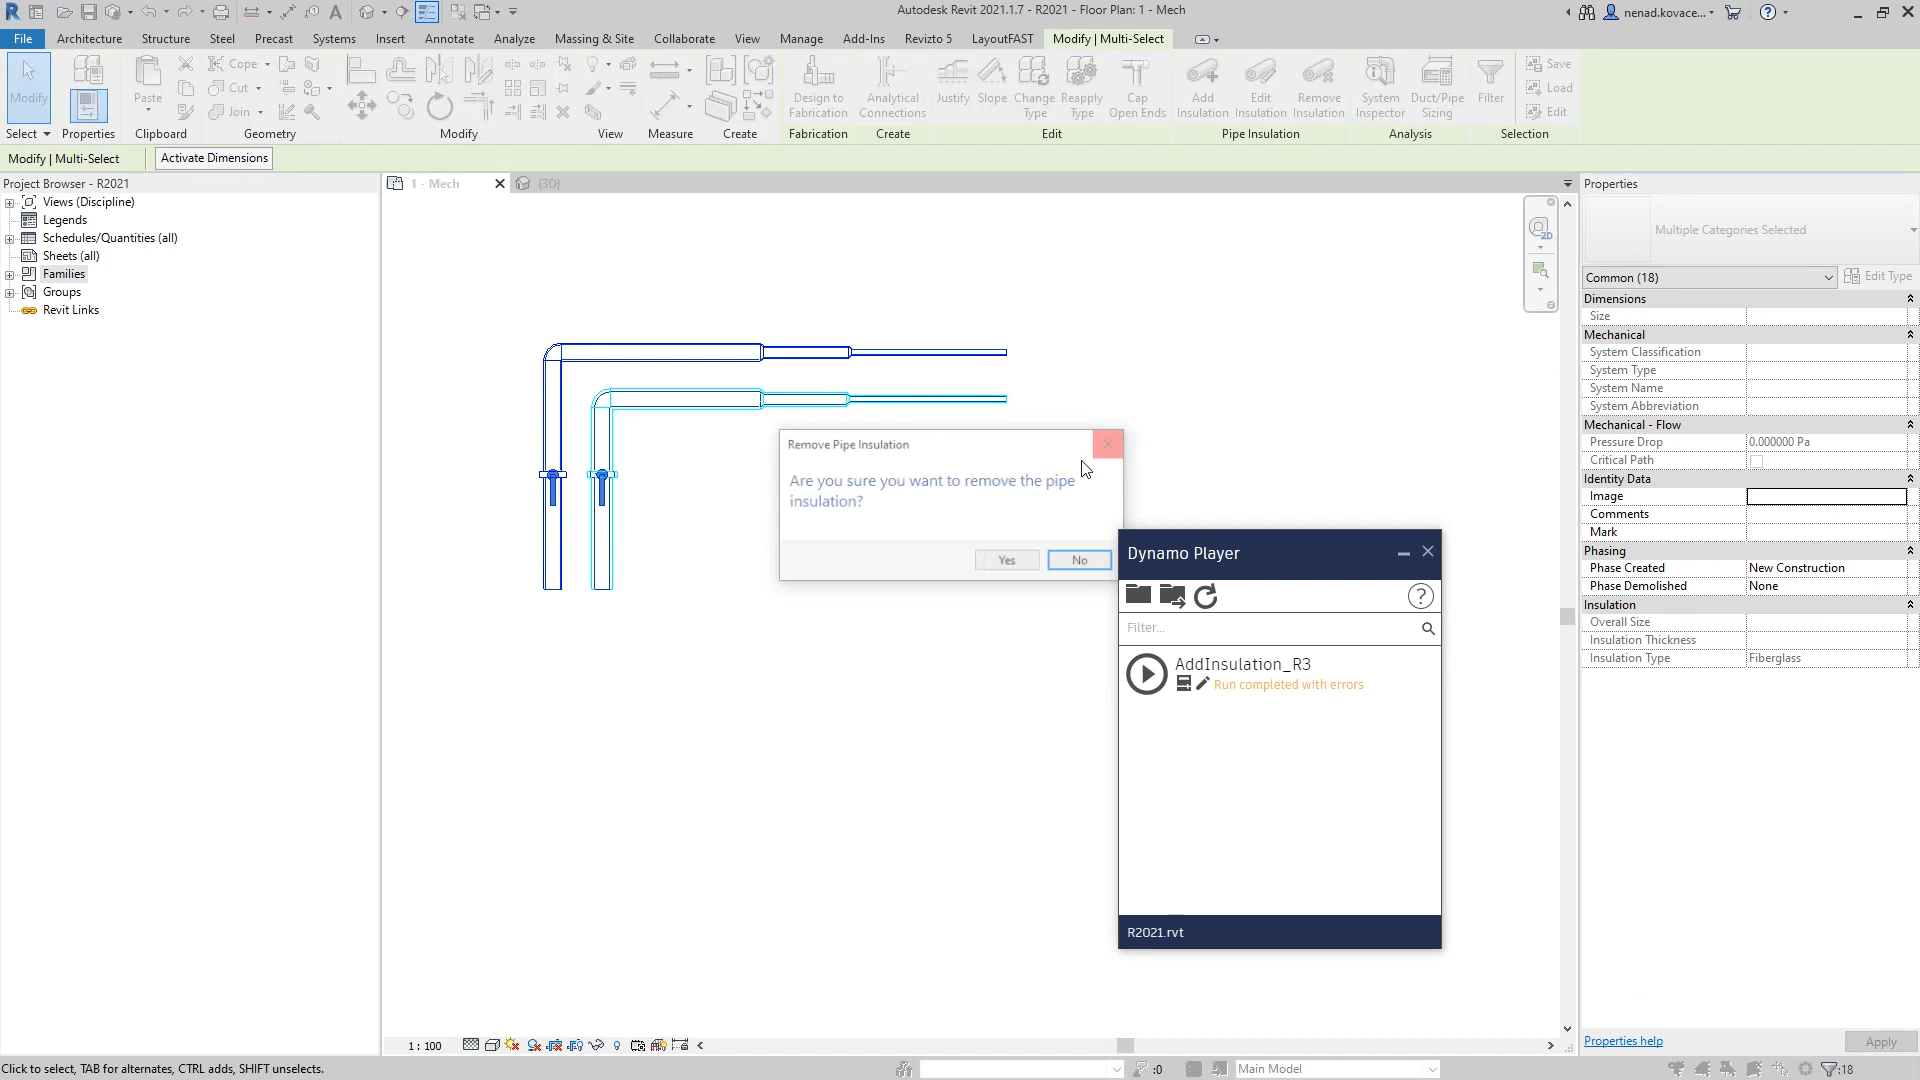 Autodesk Revit 2021.1.7 - R2021 - Floor Plan: 1 - Mech
nenad.kovace...
File Architecture Structure Steel Precast Systems Insert Annotate Analyze Massing & Site Collaborate View Manage Add-Ins Revizto 5 LayoutFAST Modify | Multi-Select
Modify
Paste
Cope
Cut
Join
Design to Fabrication
Analytical Connections
Justify
Slope
Change Type
Reapply Type
Cap Open Ends
Add Insulation
Edit Insulation
Remove Insulation
System Inspector
Duct/Pipe Sizing
Filter
Save
Load
Edit
Select Properties Clipboard Geometry Modify View Measure Create Fabrication Create Edit Pipe Insulation Analysis Selection
Modify | Multi-Select
Activate Dimensions
Project Browser - R2021
Views (Discipline)
Legends
Schedules/Quantities (all)
Sheets (all)
Families
Groups
Revit Links
1 - Mech
{3D}
2D
Remove Pipe Insulation
Are you sure you want to remove the pipe
insulation?
Yes
No
Dynamo Player
Filter...
AddInsulation_R3
Run completed with errors
R2021.rvt
Properties
Multiple Categories Selected
Common (18)
Edit Type
Dimensions
Size
Mechanical
System Classification
System Type
System Name
System Abbreviation
Mechanical - Flow
Pressure Drop 0.000000 Pa
Critical Path
Identity Data
Image
Comments
Mark
Phasing
Phase Created New Construction
Phase Demolished None
Insulation
Overall Size
Insulation Thickness
Insulation Type Fiberglass
Properties help
Apply
1 : 100
Click to select, TAB for alternates, CTRL adds, SHIFT unselects.
:0
Main Model
:18